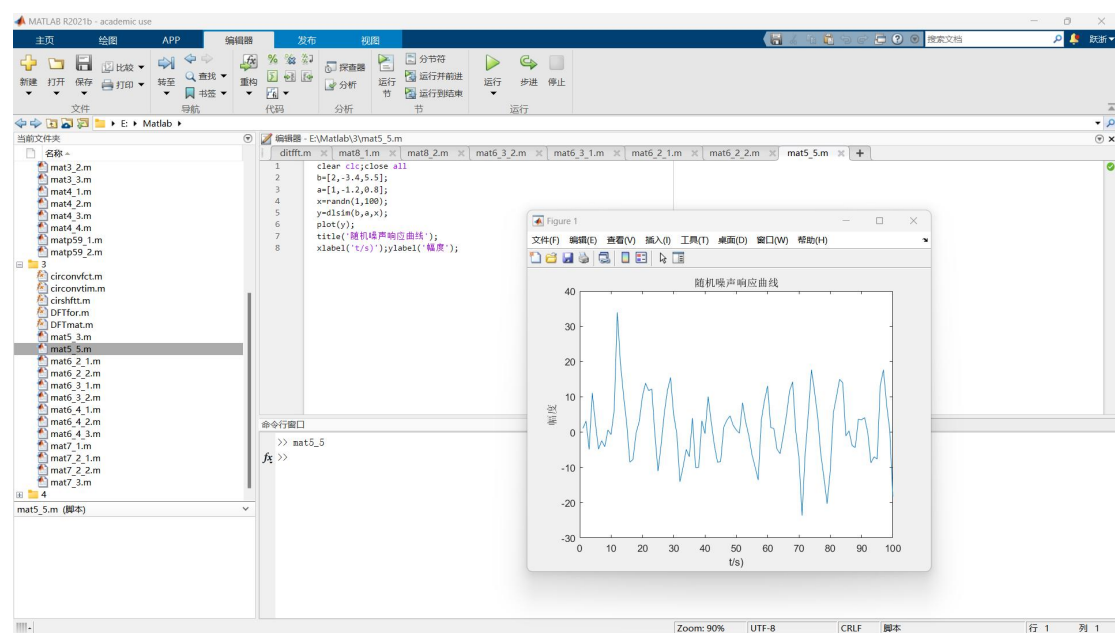 MATLAB R2021b - academic use
主页 绘图 APP 编辑器 发布 视图 搜索文档 跃浙
新建 打开 保存 比较 打印 转至 查找 书签 重构 探查器 分析 运行节 分节符 运行并前进 运行到结束 运行 步进 停止
文件 导航 代码 分析 节 运行
E: Matlab
当前文件夹
名称
mat3_2.m
mat3_3.m
mat4_1.m
mat4_2.m
mat4_3.m
mat4_4.m
matp59_1.m
matp59_2.m
3
circonvfct.m
circonvtim.m
cirshftt.m
DFTfor.m
DFTmat.m
mat5_3.m
mat5_5.m
mat6_2_1.m
mat6_2_2.m
mat6_3_1.m
mat6_3_2.m
mat6_4_1.m
mat6_4_2.m
mat6_4_3.m
mat7_1.m
mat7_2_1.m
mat7_2_2.m
mat7_3.m
4
mat5_5.m (脚本)
编辑器 - E:\Matlab\3\mat5_5.m
ditfft.m mat8_1.m mat8_2.m mat6_3_2.m mat6_3_1.m mat6_2_1.m mat6_2_2.m mat5_5.m
1 clear clc;close all
2 b=[2,-3.4,5.5];
3 a=[1,-1.2,0.8];
4 x=randn(1,100);
5 y=dlsim(b,a,x);
6 plot(y);
7 title('随机噪声响应曲线');
8 xlabel('t/s)');ylabel('幅度');
命令行窗口
>> mat5_5
fx >>
Figure 1
文件(F) 编辑(E) 查看(V) 插入(I) 工具(T) 桌面(D) 窗口(W) 帮助(H)
随机噪声响应曲线
40
30
20
10
0
-10
-20
-30
幅度
0 10 20 30 40 50 60 70 80 90 100
t/s)
Zoom: 90% UTF-8 CRLF 脚本 行 1 列 1